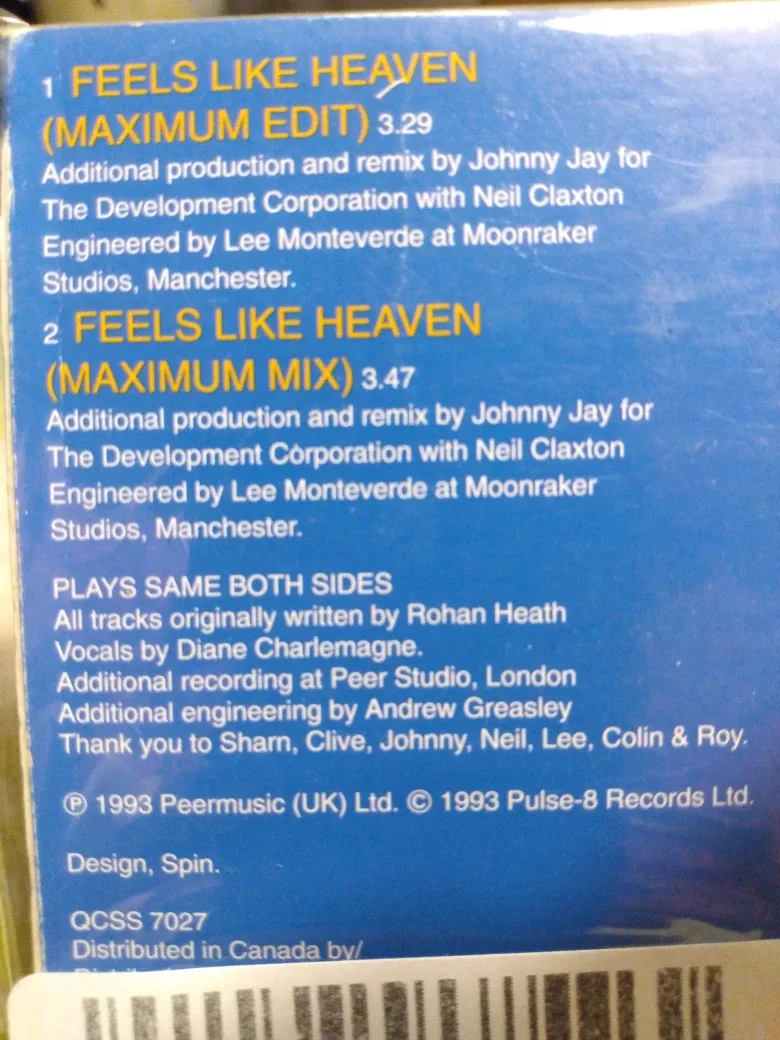 1 FEELS LIKE HEAVEN
(MAXIMUM EDIT) 3.29
Additional production and remix by Johnny Jay for
The Development Corporation with Neil Claxton
Engineered by Lee Monteverde at Moonraker
Studios, Manchester.
2 FEELS LIKE HEAVEN
(MAXIMUM MIX) 3.47
Additional production and remix by Johnny Jay for
The Development Corporation with Neil Claxton
Engineered by Lee Monteverde at Moonraker
Studios, Manchester.
PLAYS SAME BOTH SIDES
All tracks originally written by Rohan Heath
Vocals by Diane Charlemagne.
Additional recording at Peer Studio, London
Additional engineering by Andrew Greasley
Thank you to Sharn, Clive, Johnny, Neil, Lee, Colin & Roy.
℗ 1993 Peermusic (UK) Ltd. © 1993 Pulse-8 Records Ltd.
Design, Spin.
QCSS 7027
Distributed in Canada by/